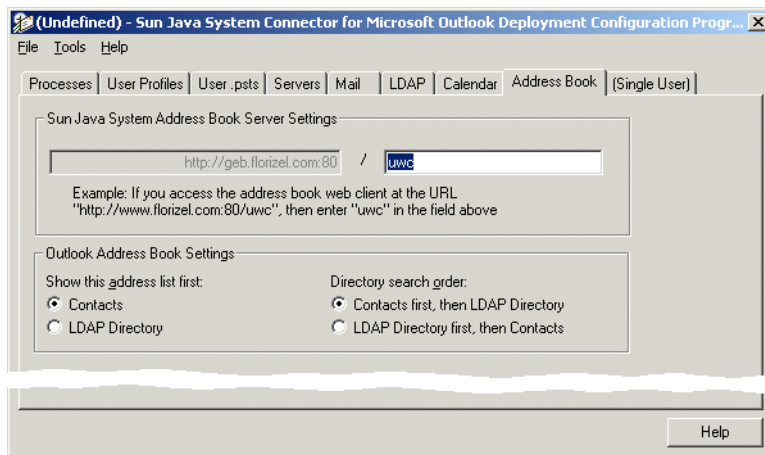 (Undefined) - Sun Java System Connector for Microsoft Outlook Deployment Configuration Progr...
File Tools Help
Processes User Profiles User .psts Servers Mail LDAP Calendar Address Book (Single User)
Sun Java System Address Book Server Settings
http://geb.florizel.com:80 / uwc
Example: If you access the address book web client at the URL
"http://www.florizel.com:80/uwc", then enter "uwc" in the field above
Outlook Address Book Settings
Show this address list first: Directory search order:
Contacts Contacts first, then LDAP Directory
LDAP Directory LDAP Directory first, then Contacts
Help